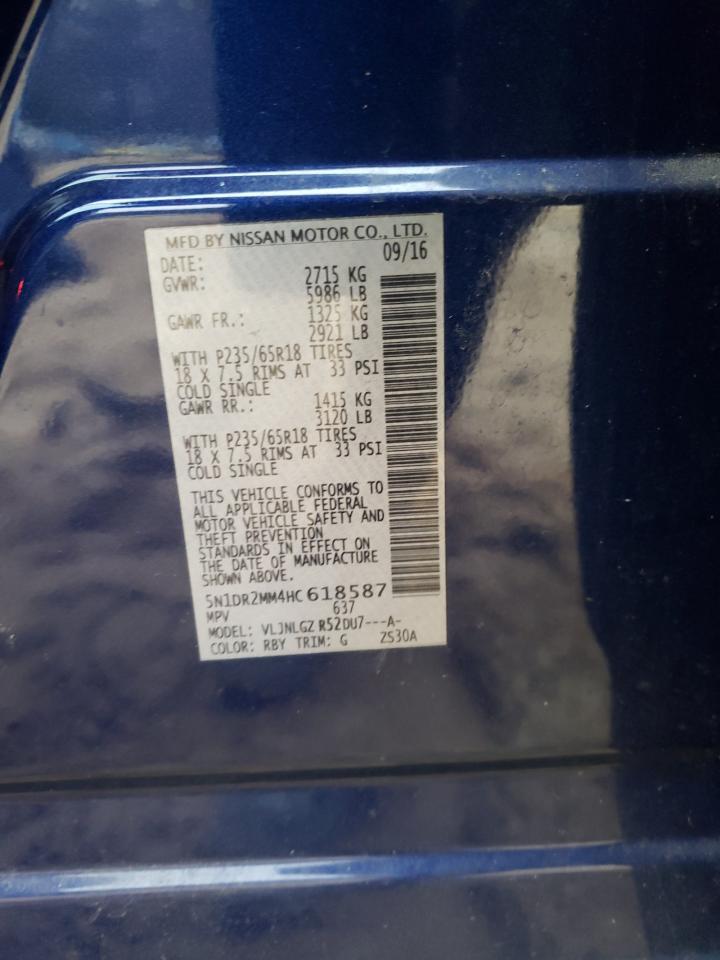 MFD BY NISSAN MOTOR CO., LTD.
DATE: 09/16
GVWR: 2715 KG
5986 LB
GAWR FR.: 1325 KG
2921 LB
WITH P235/65R18 TIRES
18 X 7.5 RIMS AT 33 PSI
COLD SINGLE
GAWR RR.: 1415 KG
3120 LB
WITH P235/65R18 TIRES
18 X 7.5 RIMS AT 33 PSI
COLD SINGLE
THIS VEHICLE CONFORMS TO
ALL APPLICABLE FEDERAL
MOTOR VEHICLE SAFETY AND
THEFT PREVENTION
STANDARDS IN EFFECT ON
THE DATE OF MANUFACTURE
SHOWN ABOVE.
5N1DR2MM4HC618587
MPV 637
MODEL: VLJNLGZ R52DU7---A-
COLOR: RBY TRIM: G ZS30A